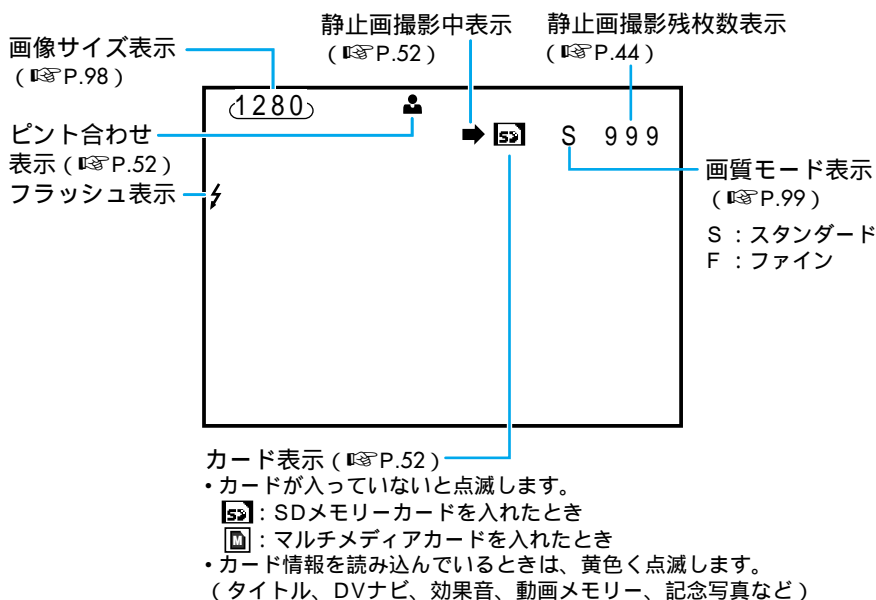 静止画撮影中表示
(☞P.52)
静止画撮影残枚数表示
(☞P.44)
画像サイズ表示
(☞P.98)
1280
ピント合わせ
表示(☞P.52)
フラッシュ表示
S 999
画質モード表示
(☞P.99)
S:スタンダード
F:ファイン
カード表示(☞P.52)
・カードが入っていないと点滅します。
:SDメモリーカードを入れたとき
M:マルチメディアカードを入れたとき
・カード情報を読み込んでいるときは、黄色く点滅します。
(タイトル、DVナビ、効果音、動画メモリー、記念写真など)